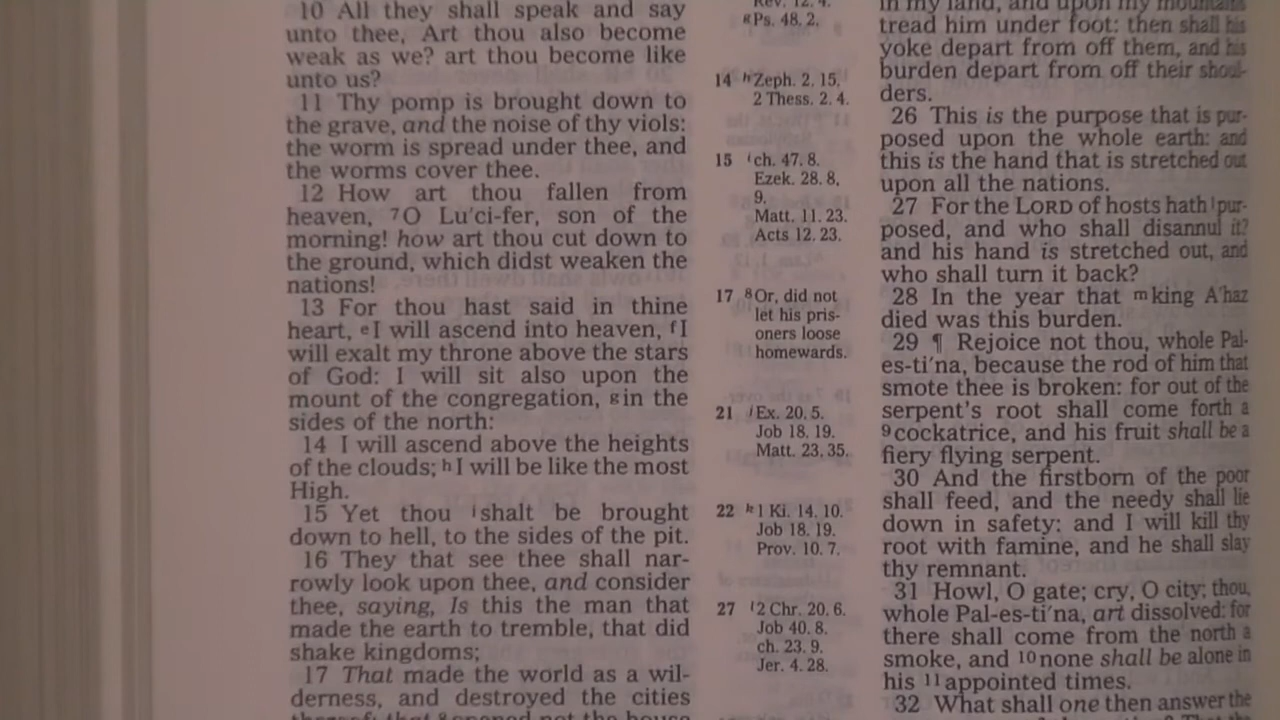 10 All they shall speak and say
unto thee, Art thou also become
weak as we? art thou become like
unto us?
11 Thy pomp is brought down to
the grave, and the noise of thy viols:
the worm is spread under thee, and
the worms cover thee.
12 How art thou fallen from
heaven, 7O Lu'ci-fer, son of the
morning! how art thou cut down to
the ground, which didst weaken the
nations!
13 For thou hast said in thine
heart, eI will ascend into heaven, fI
will exalt my throne above the stars
of God: I will sit also upon the
mount of the congregation, gin the
sides of the north:
14 I will ascend above the heights
of the clouds; hI will be like the most
High.
15 Yet thou ishalt be brought
down to hell, to the sides of the pit.
16 They that see thee shall nar-
rowly look upon thee, and consider
thee, saying, Is this the man that
made the earth to tremble, that did
shake kingdoms;
17 That made the world as a wil-
derness, and destroyed the cities
thereof; that 8opened not the house
Rev. 12. 4.
gPs. 48. 2.
14 hZeph. 2. 15.
2 Thess. 2. 4.
15 ich. 47. 8.
Ezek. 28. 8,
9.
Matt. 11. 23.
Acts 12. 23.
17 8Or, did not
let his pris-
oners loose
homewards.
21 jEx. 20. 5.
Job 18. 19.
Matt. 23. 35.
22 k1 Ki. 14. 10.
Job 18. 19.
Prov. 10. 7.
27 l2 Chr. 20. 6.
Job 40. 8.
ch. 23. 9.
Jer. 4. 28.
in my land, and upon my mountains
tread him under foot: then shall his
yoke depart from off them, and his
burden depart from off their shoul-
ders.
26 This is the purpose that is pur-
posed upon the whole earth: and
this is the hand that is stretched out
upon all the nations.
27 For the LORD of hosts hath lpur-
posed, and who shall disannul it?
and his hand is stretched out, and
who shall turn it back?
28 In the year that mking A'haz
died was this burden.
29 ¶ Rejoice not thou, whole Pal-
es-ti'na, because the rod of him that
smote thee is broken: for out of the
serpent's root shall come forth a
9cockatrice, and his fruit shall be a
fiery flying serpent.
30 And the firstborn of the poor
shall feed, and the needy shall lie
down in safety: and I will kill thy
root with famine, and he shall slay
thy remnant.
31 Howl, O gate; cry, O city; thou,
whole Pal-es-ti'na, art dissolved: for
there shall come from the north a
smoke, and 10none shall be alone in
his 11appointed times.
32 What shall one then answer the